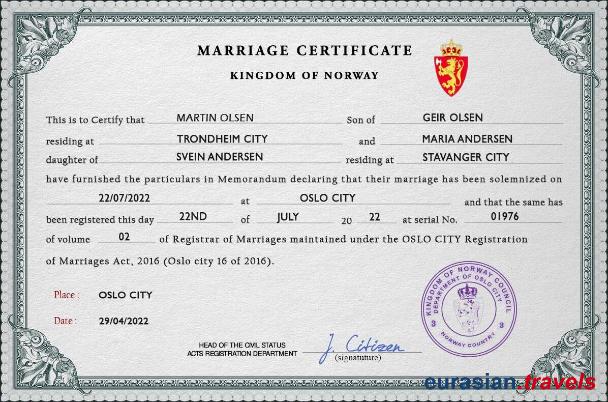 MARRIAGE CERTIFICATE
KINGDOM OF NORWAY
This is to Certify that MARTIN OLSEN Son of GEIR OLSEN
residing at TRONDHEIM CITY and MARIA ANDERSEN
daughter of SVEIN ANDERSEN residing at STAVANGER CITY
have furnished the particulars in Memorandum declaring that their marriage has been solemnized on
22/07/2022 at OSLO CITY and that the same has
been registered this day 22ND of JULY 20 22 at serial No. 01976
of volume 02 of Registrar of Marriages maintained under the OSLO CITY Registration
of Marriages Act, 2016 (Oslo city 16 of 2016).
Place : OSLO CITY
Date : 29/04/2022
KINGDOM OF NORWAY COUNCIL
DEPARTMENT OF OSLO CITY
3 3
NORWAY COUNTRY
HEAD OF THE CIVIL STATUS
ACTS REGISTRATION DEPARTMENT
J. Citizen
(signatuture)
eurasian.travels